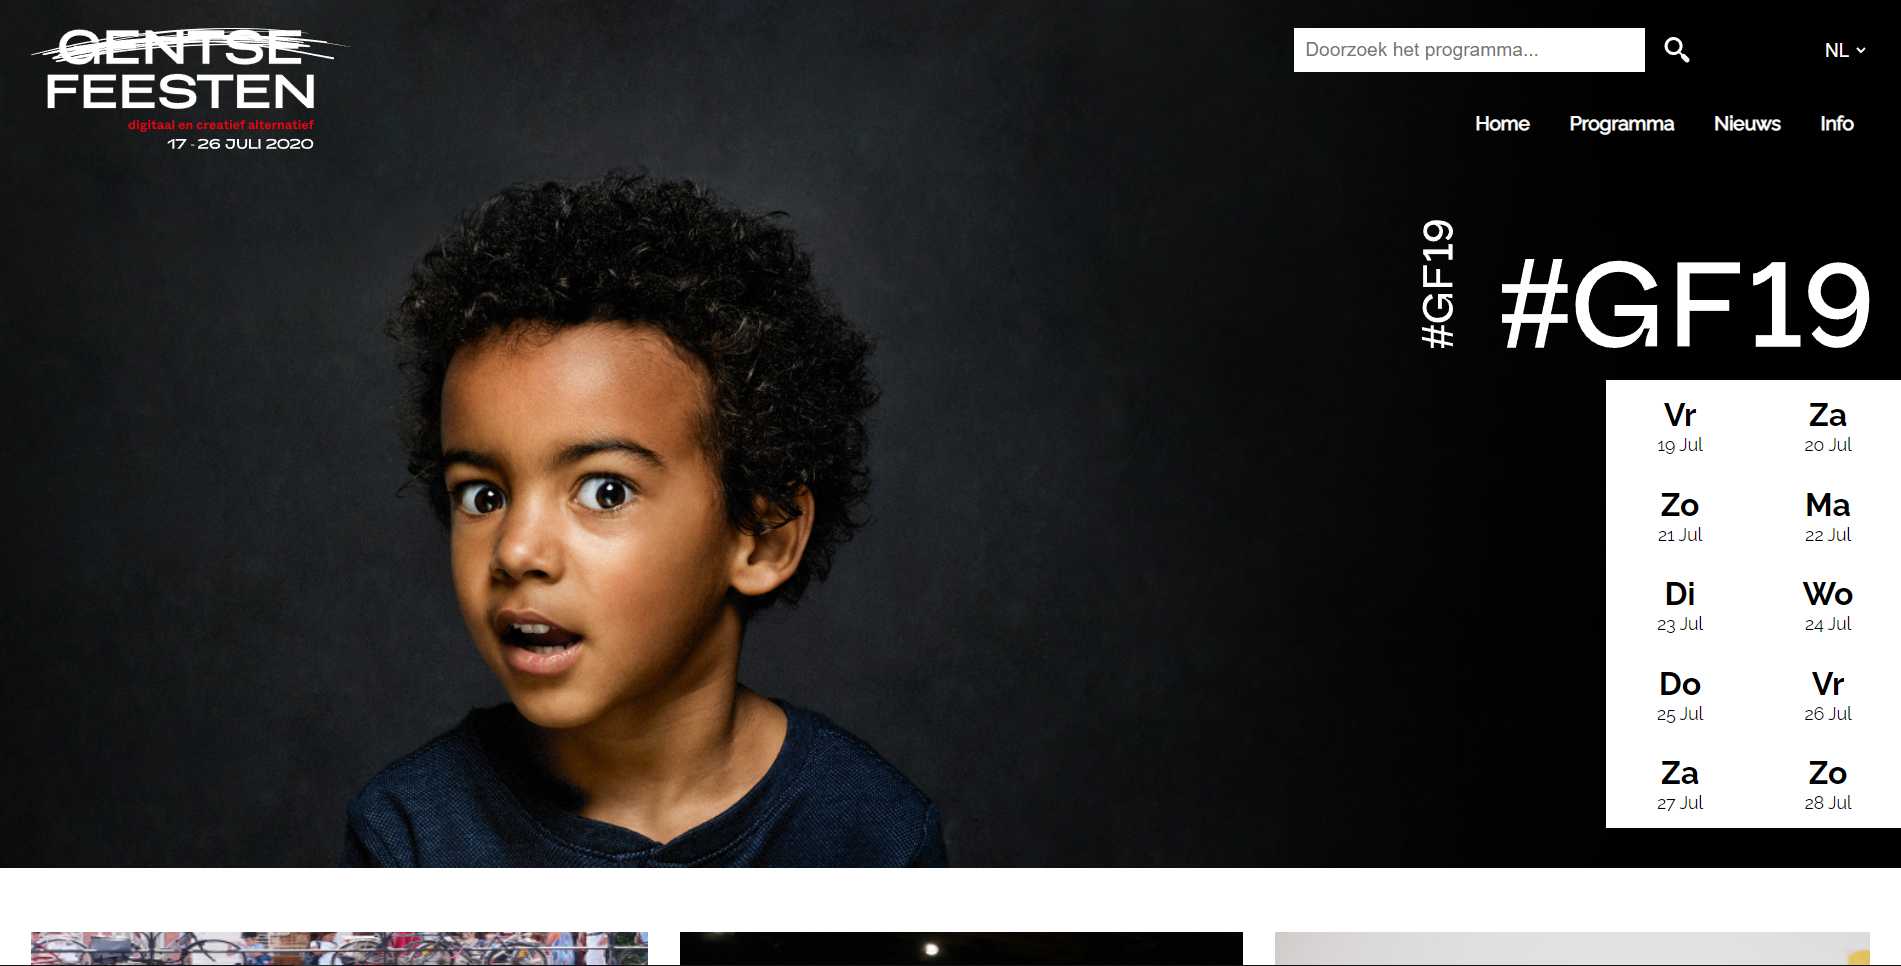 GENTSE
FEESTEN
digitaal en creatief alternatief
17 - 26 JULI 2020
Doorzoek het programma...
NL
Home Programma Nieuws Info
#GF19
#GF19
Vr Za
19 Jul 20 Jul
Zo Ma
21 Jul 22 Jul
Di Wo
23 Jul 24 Jul
Do Vr
25 Jul 26 Jul
Za Zo
27 Jul 28 Jul